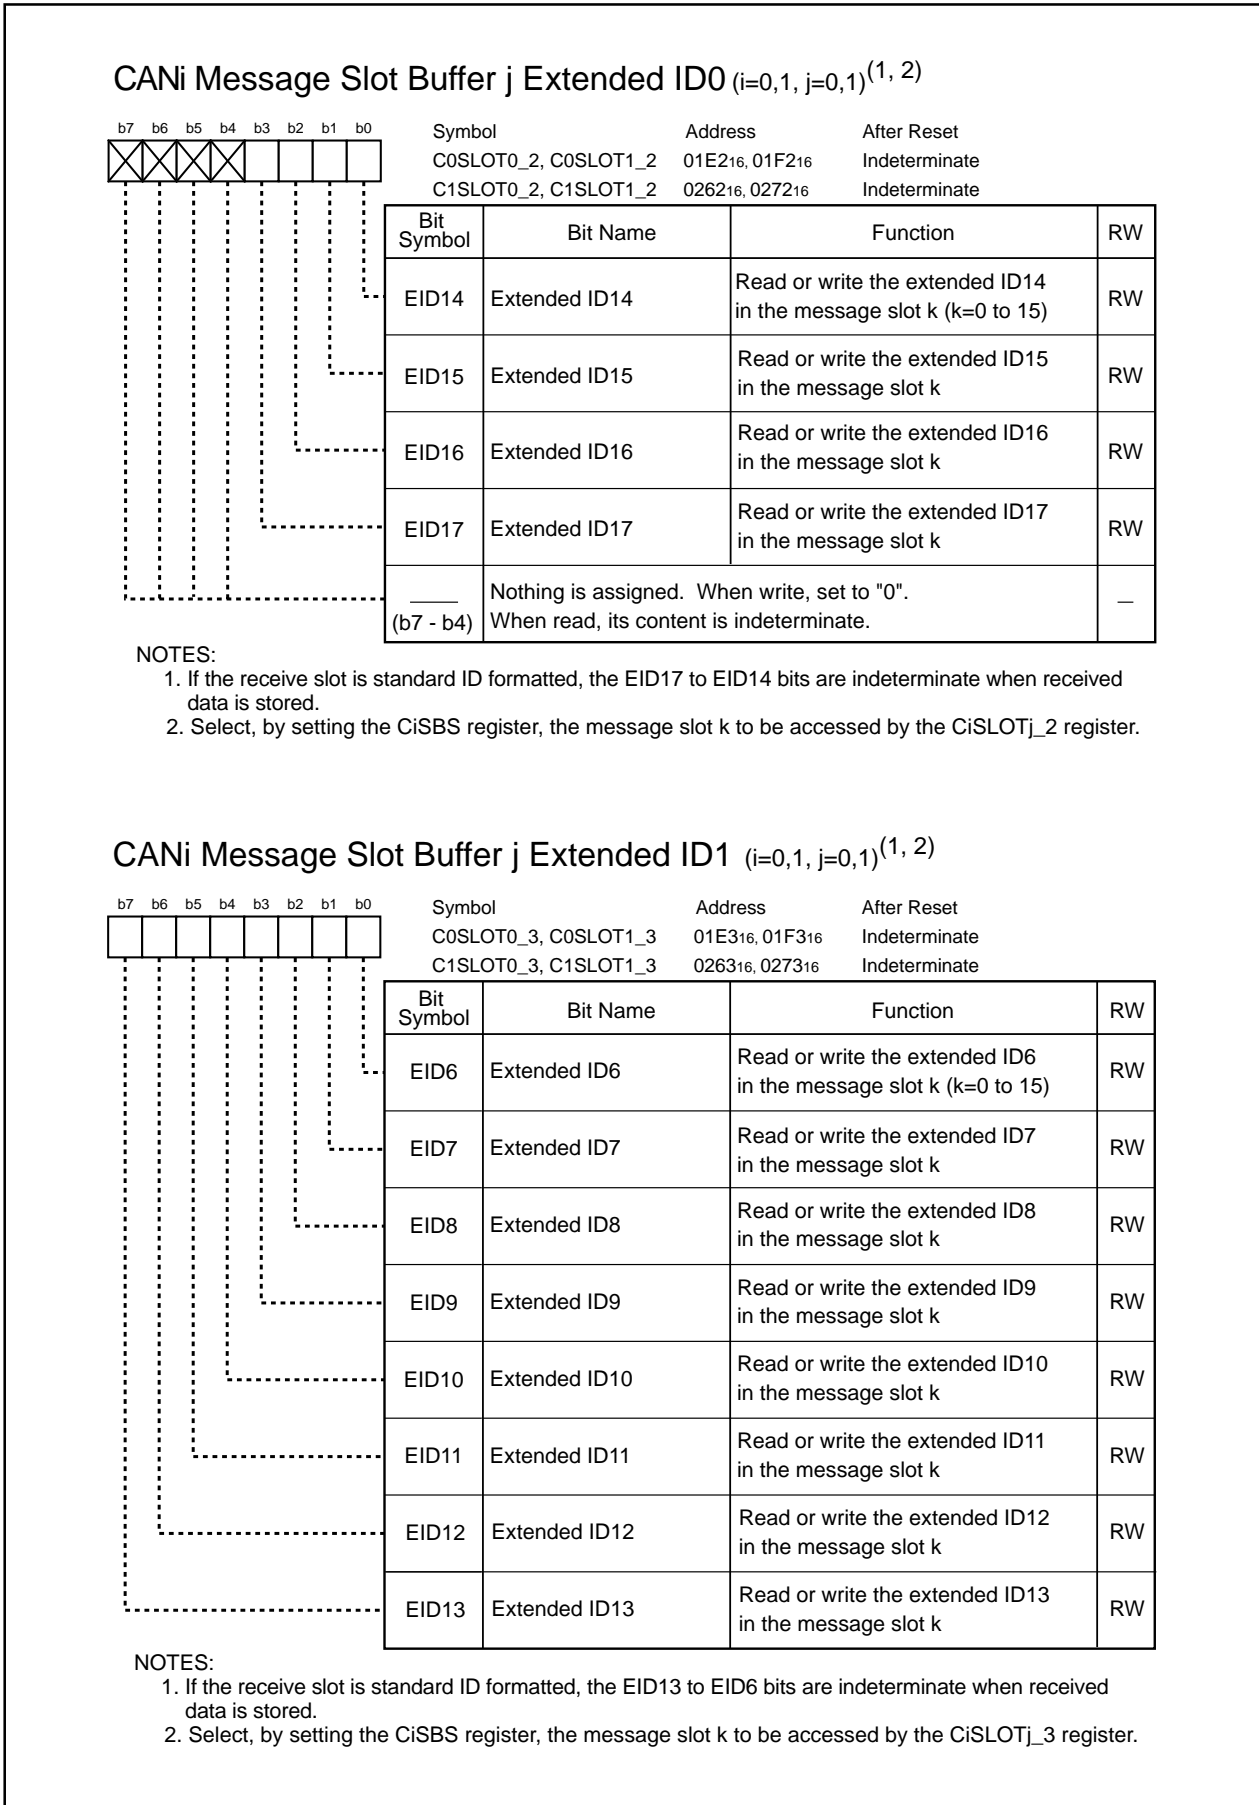 CANi Message Slot Buffer j Extended ID0 (i=0,1, j=0,1)(1, 2)
b7 b6 b5 b4 b3 b2 b1 b0
Symbol Address After Reset
C0SLOT0_2, C0SLOT1_2 01E216, 01F216 Indeterminate
C1SLOT0_2, C1SLOT1_2 026216, 027216 Indeterminate
Bit
Symbol Bit Name Function RW
EID14 Extended ID14 Read or write the extended ID14
in the message slot k (k=0 to 15) RW
EID15 Extended ID15 Read or write the extended ID15
in the message slot k RW
EID16 Extended ID16 Read or write the extended ID16
in the message slot k RW
EID17 Extended ID17 Read or write the extended ID17
in the message slot k RW
____ Nothing is assigned. When write, set to "0". —
(b7 - b4) When read, its content is indeterminate.
NOTES:
1. If the receive slot is standard ID formatted, the EID17 to EID14 bits are indeterminate when received
data is stored.
2. Select, by setting the CiSBS register, the message slot k to be accessed by the CiSLOTj_2 register.
CANi Message Slot Buffer j Extended ID1 (i=0,1, j=0,1)(1, 2)
b7 b6 b5 b4 b3 b2 b1 b0
Symbol Address After Reset
C0SLOT0_3, C0SLOT1_3 01E316, 01F316 Indeterminate
C1SLOT0_3, C1SLOT1_3 026316, 027316 Indeterminate
Bit
Symbol Bit Name Function RW
EID6 Extended ID6 Read or write the extended ID6
in the message slot k (k=0 to 15) RW
EID7 Extended ID7 Read or write the extended ID7
in the message slot k RW
EID8 Extended ID8 Read or write the extended ID8
in the message slot k RW
EID9 Extended ID9 Read or write the extended ID9
in the message slot k RW
EID10 Extended ID10 Read or write the extended ID10
in the message slot k RW
EID11 Extended ID11 Read or write the extended ID11
in the message slot k RW
EID12 Extended ID12 Read or write the extended ID12
in the message slot k RW
EID13 Extended ID13 Read or write the extended ID13
in the message slot k RW
NOTES:
1. If the receive slot is standard ID formatted, the EID13 to EID6 bits are indeterminate when received
data is stored.
2. Select, by setting the CiSBS register, the message slot k to be accessed by the CiSLOTj_3 register.